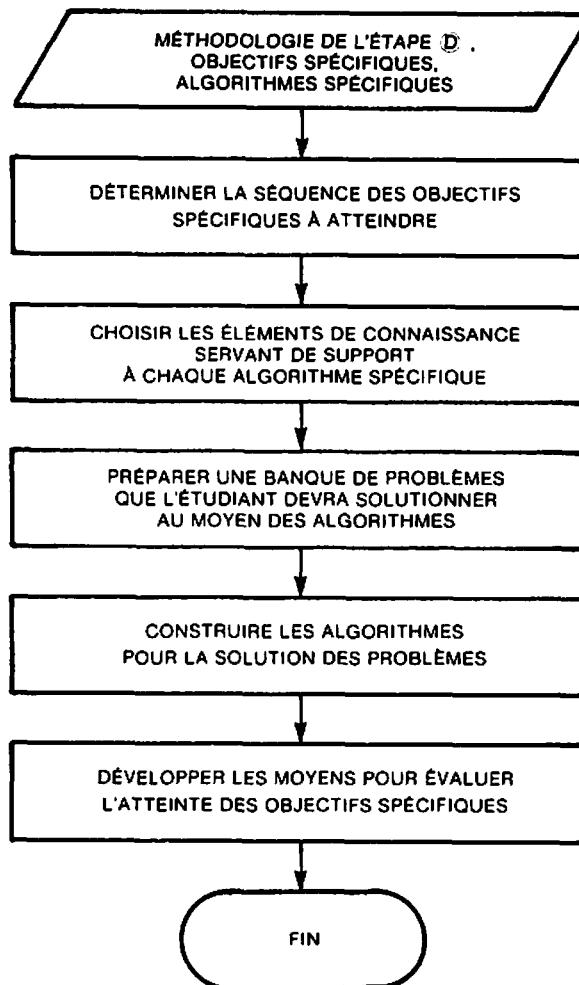 MÉTHODOLOGIE DE L'ÉTAPE Ⓓ.
OBJECTIFS SPÉCIFIQUES,
ALGORITHMES SPÉCIFIQUES
DÉTERMINER LA SÉQUENCE DES OBJECTIFS
SPÉCIFIQUES À ATTEINDRE
CHOISIR LES ÉLÉMENTS DE CONNAISSANCE
SERVANT DE SUPPORT
À CHAQUE ALGORITHME SPÉCIFIQUE
PRÉPARER UNE BANQUE DE PROBLÈMES
QUE L'ÉTUDIANT DEVRA SOLUTIONNER
AU MOYEN DES ALGORITHMES
CONSTRUIRE LES ALGORITHMES
POUR LA SOLUTION DES PROBLÈMES
DÉVELOPPER LES MOYENS POUR ÉVALUER
L'ATTEINTE DES OBJECTIFS SPÉCIFIQUES
FIN